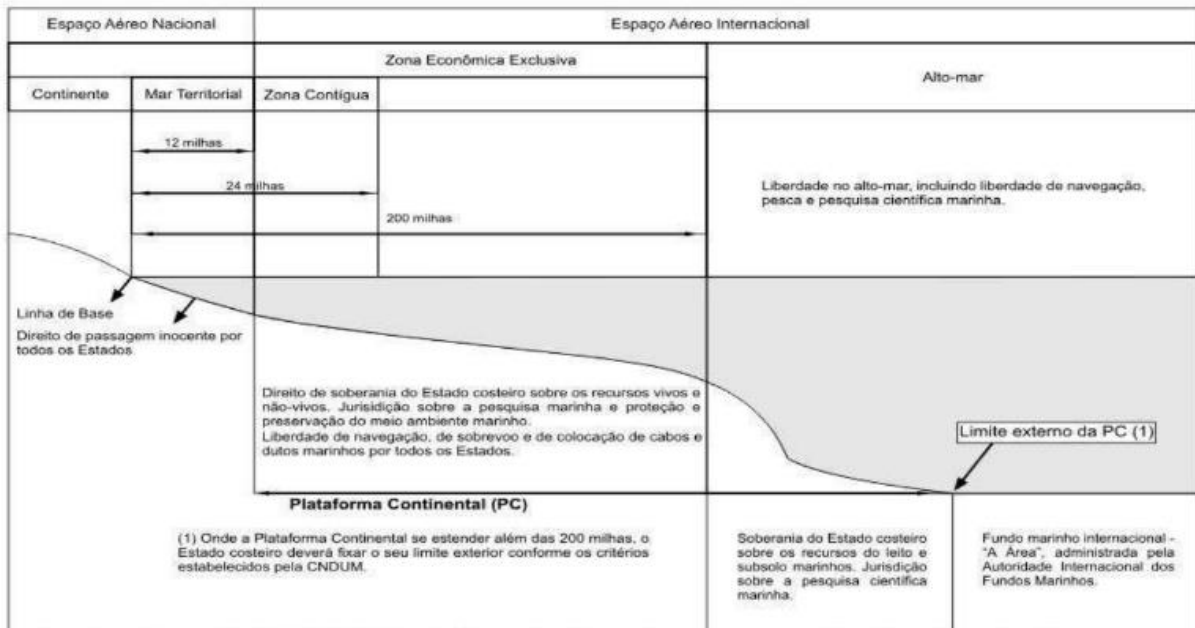 Espaço Aéreo Nacional
Espaço Aéreo Internacional
Zona Econômica Exclusiva
Alto-mar
Continente
Mar Territorial
Zona Contígua
12 milhas
24 milhas
200 milhas
Liberdade no alto-mar, incluindo liberdade de navegação,
pesca e pesquisa científica marinha.
Linha de Base
Direito de passagem inocente por
todos os Estados
Direito de soberania do Estado costeiro sobre os recursos vivos e
não-vivos. Jurisidição sobre a pesquisa marinha e proteção e
preservação do meio ambiente marinho.
Liberdade de navegação, de sobrevoo e de colocação de cabos e
dutos marinhos por todos os Estados.
Limite externo da PC (1)
Plataforma Continental (PC)
(1) Onde a Plataforma Continental se estender além das 200 milhas, o
Estado costeiro deverá fixar o seu limite exterior conforme os critérios
estabelecidos pela CNDUM.
Soberania do Estado costeiro
sobre os recursos do leito e
subsolo marinhos. Jurisdição
sobre a pesquisa científica
marinha.
Fundo marinho internacional -
"A Área", administrada pela
Autoridade Internacional dos
Fundos Marinhos.